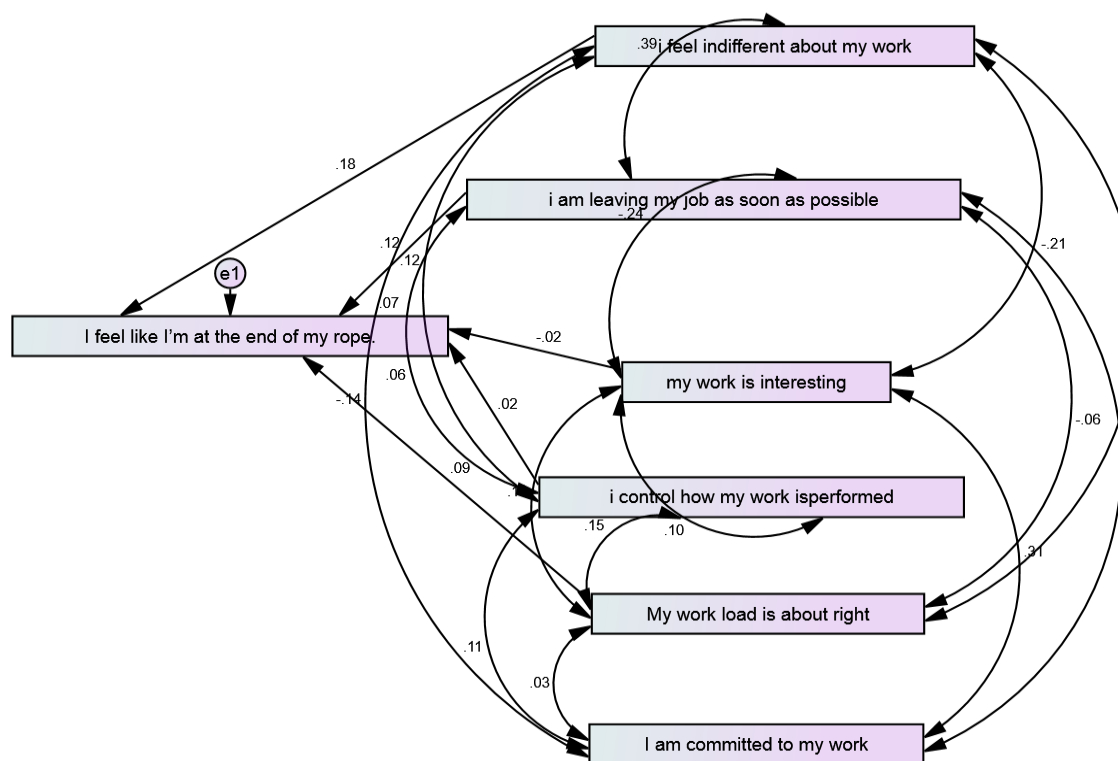 .39
i feel indifferent about my work
.18
i am leaving my job as soon as possible
-.24
.12
.12
-.21
e1
.07
I feel like I’m at the end of my rope.
-.02
.06
my work is interesting
-.14
.02
-.06
.09
i control how my work isperformed
.15
.10
.31
My work load is about right
.11
.03
I am committed to my work